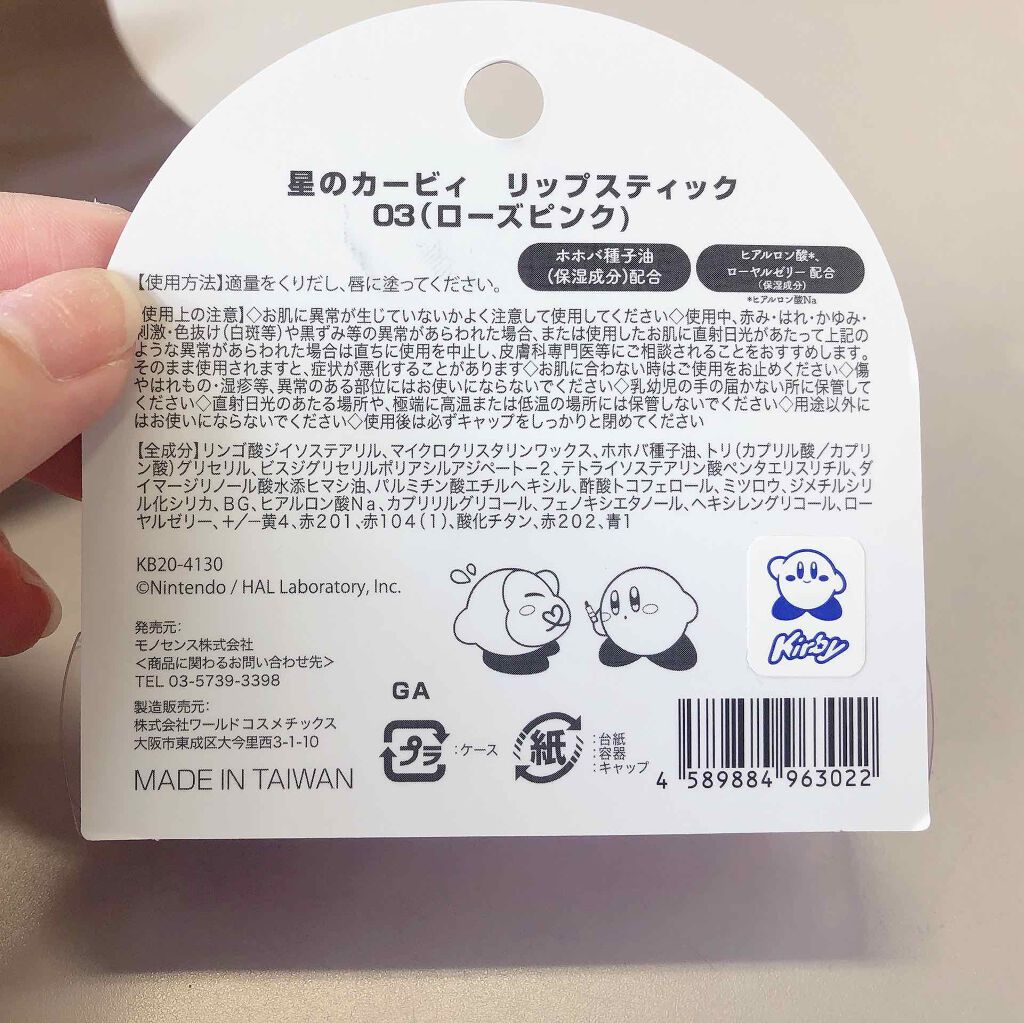 星のカービィ リップスティック
03(ローズピンク)
ホホバ種子油
(保湿成分)配合
ヒアルロン酸*、
ローヤルゼリー 配合
(保湿成分)
*ヒアルロン酸Na
【使用方法】適量をくりだし、唇に塗ってください。
使用上の注意】◇お肌に異常が生じていないかよく注意して使用してください◇使用中、赤み・はれ・かゆみ・
刺激・色抜け(白斑等)や黒ずみ等の異常があらわれた場合、または使用したお肌に直射日光があたって上記の
ような異常があらわれた場合は直ちに使用を中止し、皮膚科専門医等にご相談されることをおすすめします。
そのまま使用されますと、症状が悪化することがあります◇お肌に合わない時はご使用をお止めください◇傷
やはれもの・湿疹等、異常のある部位にはお使いにならないでください◇乳幼児の手の届かない所に保管して
ください◇直射日光のあたる場所や、極端に高温または低温の場所には保管しないでください◇用途以外に
はお使いにならないでください◇使用後は必ずキャップをしっかりと閉めてください
【全成分】リンゴ酸ジイソステアリル、マイクロクリスタリンワックス、ホホバ種子油、トリ(カプリル酸/カプリ
ン酸)グリセリル、ビスジグリセリルポリアシルアジペート-2、テトライソステアリン酸ペンタエリスリチル、ダ
イマージリノール酸水添ヒマシ油、パルミチン酸エチルヘキシル、酢酸トコフェロール、ミツロウ、ジメチルシリ
ル化シリカ、BG、ヒアルロン酸Na、カプリリルグリコール、フェノキシエタノール、ヘキシレングリコール、ロー
ヤルゼリー、+/-黄4、赤201、赤104(1)、酸化チタン、赤202、青1
KB20-4130
©Nintendo / HAL Laboratory, Inc.
発売元:
モノセンス株式会社
<商品に関わるお問い合わせ先>
TEL 03-5739-3398
製造販売元:
株式会社ワールドコスメチックス
大阪市東成区大今里西3-1-10
MADE IN TAIWAN
GA
プラ
:ケース
紙
:台紙
:容器
:キャップ
Kirby
4 589884 963022